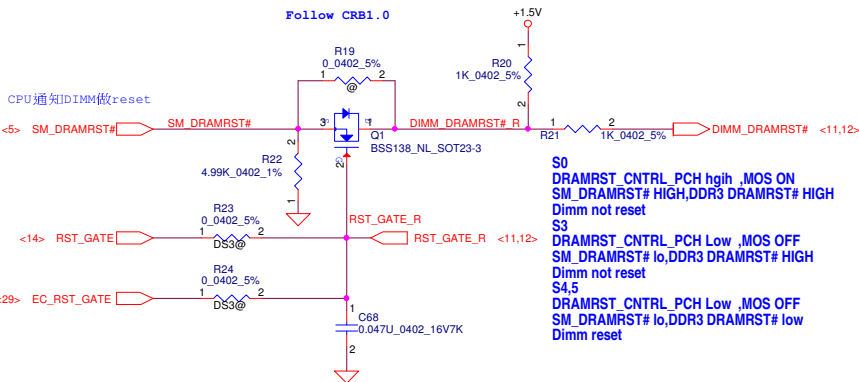 Follow CRB1.0
+1.5V
R19
0_0402_5%
1
2
@
R20
1K_0402_5%
1
2
CPU通知DIMM做reset
<5>
SM_DRAMRST#
SM_DRAMRST#
3
1
Q1
BSS138_NL_SOT23-3
2
DIMM_DRAMRST#_R
1
2
R21
1K_0402_5%
DIMM_DRAMRST#
<11,12>
R22
4.99K_0402_1%
2
1
S0
DRAMRST_CNTRL_PCH hgih ,MOS ON
SM_DRAMRST# HIGH,DDR3 DRAMRST# HIGH
Dimm not reset
S3
DRAMRST_CNTRL_PCH Low ,MOS OFF
SM_DRAMRST# lo,DDR3 DRAMRST# HIGH
Dimm not reset
S4,5
DRAMRST_CNTRL_PCH Low ,MOS OFF
SM_DRAMRST# lo,DDR3 DRAMRST# low
Dimm reset
R23
0_0402_5%
<14>
RST_GATE
1
2
DS3@
RST_GATE_R
RST_GATE_R
<11,12>
R24
0_0402_5%
<29>
EC_RST_GATE
1
2
DS3@
1
C68
0.047U_0402_16V7K
2